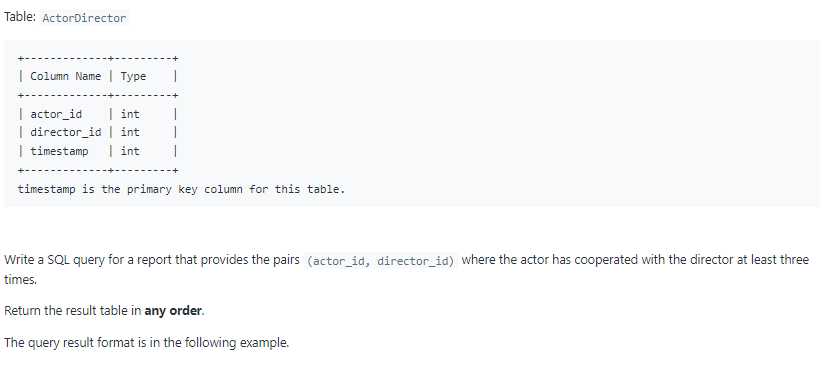 Table: ActorDirector
+-------------+---------+
| Column Name | Type    |
+-------------+---------+
| actor_id    | int     |
| director_id | int     |
| timestamp   | int     |
+-------------+---------+
timestamp is the primary key column for this table.
Write a SQL query for a report that provides the pairs (actor_id, director_id) where the actor has cooperated with the director at least three
times.
Return the result table in any order.
The query result format is in the following example.